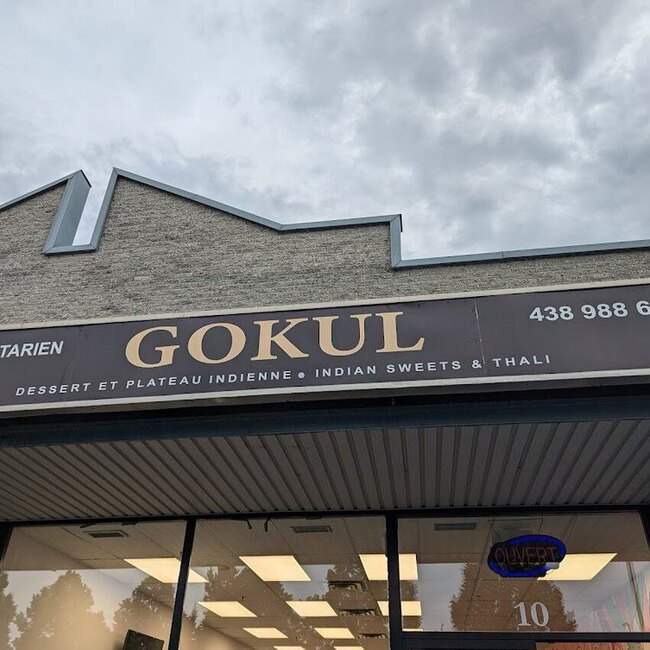 TARIEN
GOKUL
438 988 6
DESSERT ET PLATEAU INDIENNE • INDIAN SWEETS & THALI
OUVERT
10